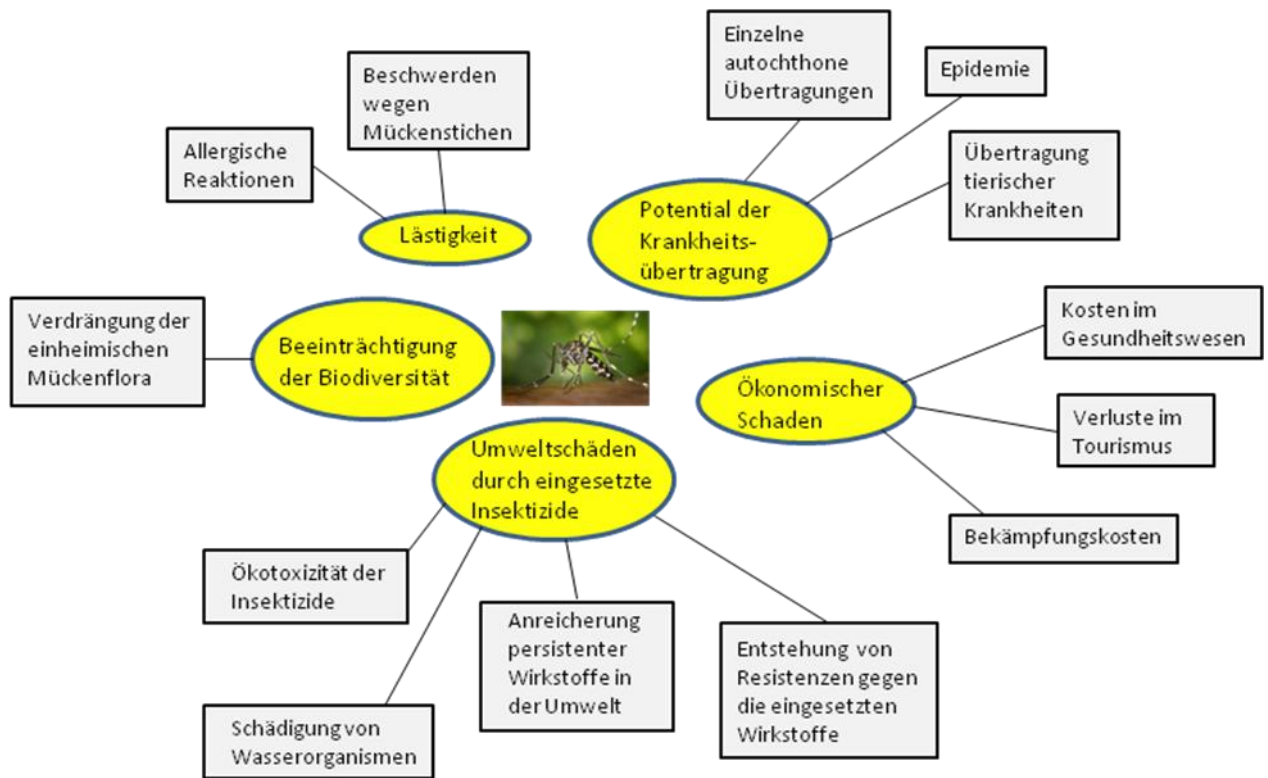 Einzelne
autochthone
Übertragungen
Epidemie
Beschwerden
wegen
Mückenstichen
Allergische
Reaktionen
Übertragung
tierischer
Krankheiten
Lästigkeit
Potential der
Krankheits-
übertragung
Verdrängung der
einheimischen
Mückenflora
Beeinträchtigung
der Biodiversität
Kosten im
Gesundheitswesen
Ökonomischer
Schaden
Verluste im
Tourismus
Umweltschäden
durch eingesetzte
Insektizide
Bekämpfungskosten
Ökotoxizität der
Insektizide
Anreicherung
persistenter
Wirkstoffe in
der Umwelt
Entstehung von
Resistenzen gegen
die eingesetzten
Wirkstoffe
Schädigung von
Wasserorganismen